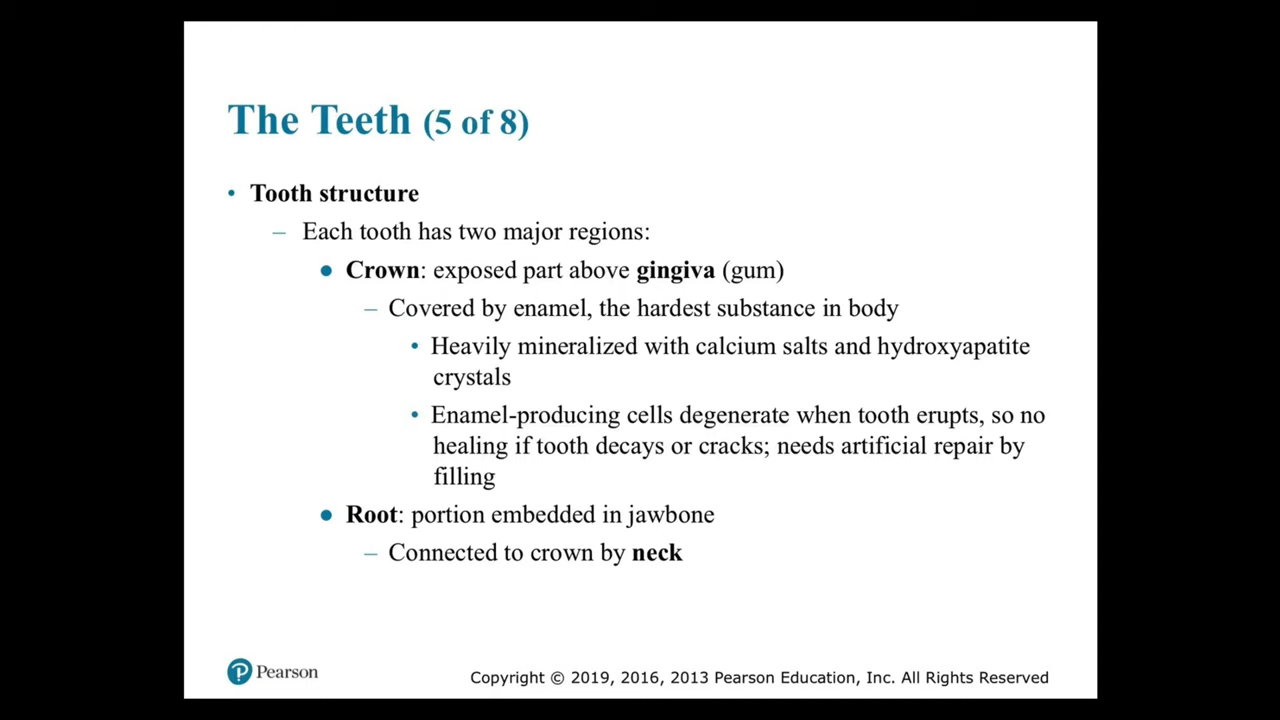 The Teeth (5 of 8)
• Tooth structure
– Each tooth has two major regions:
● Crown: exposed part above gingiva (gum)
– Covered by enamel, the hardest substance in body
• Heavily mineralized with calcium salts and hydroxyapatite
crystals
• Enamel-producing cells degenerate when tooth erupts, so no
healing if tooth decays or cracks; needs artificial repair by
filling
● Root: portion embedded in jawbone
– Connected to crown by neck
P Pearson
Copyright © 2019, 2016, 2013 Pearson Education, Inc. All Rights Reserved